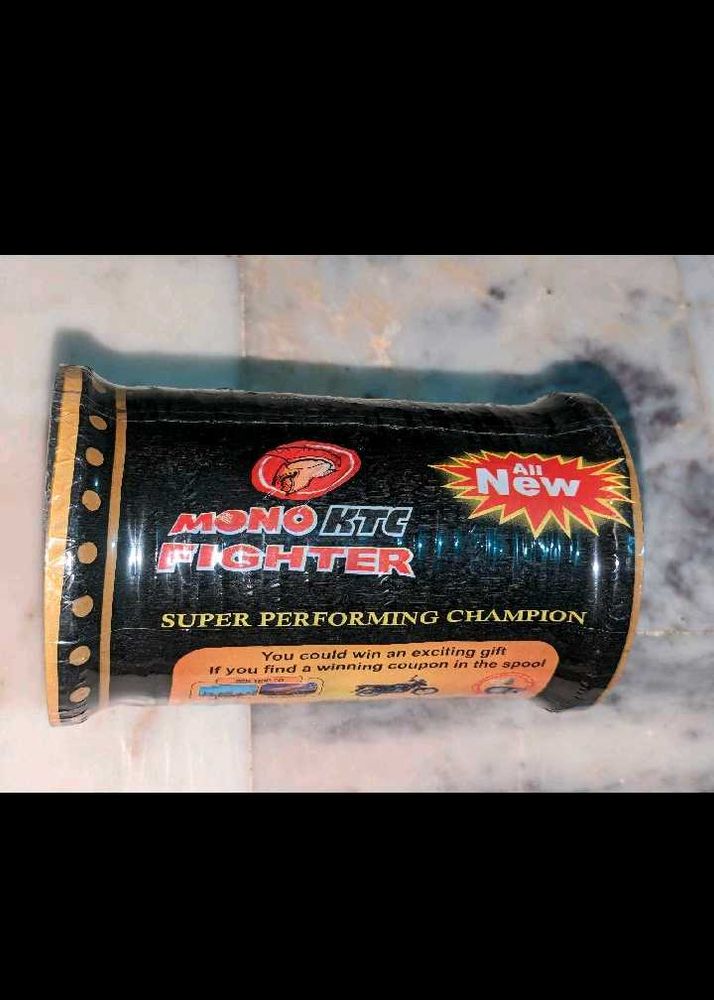 All
New
MONO KTC
FIGHTER
SUPER PERFORMING CHAMPION
You could win an exciting gift
If you find a winning coupon in the spool